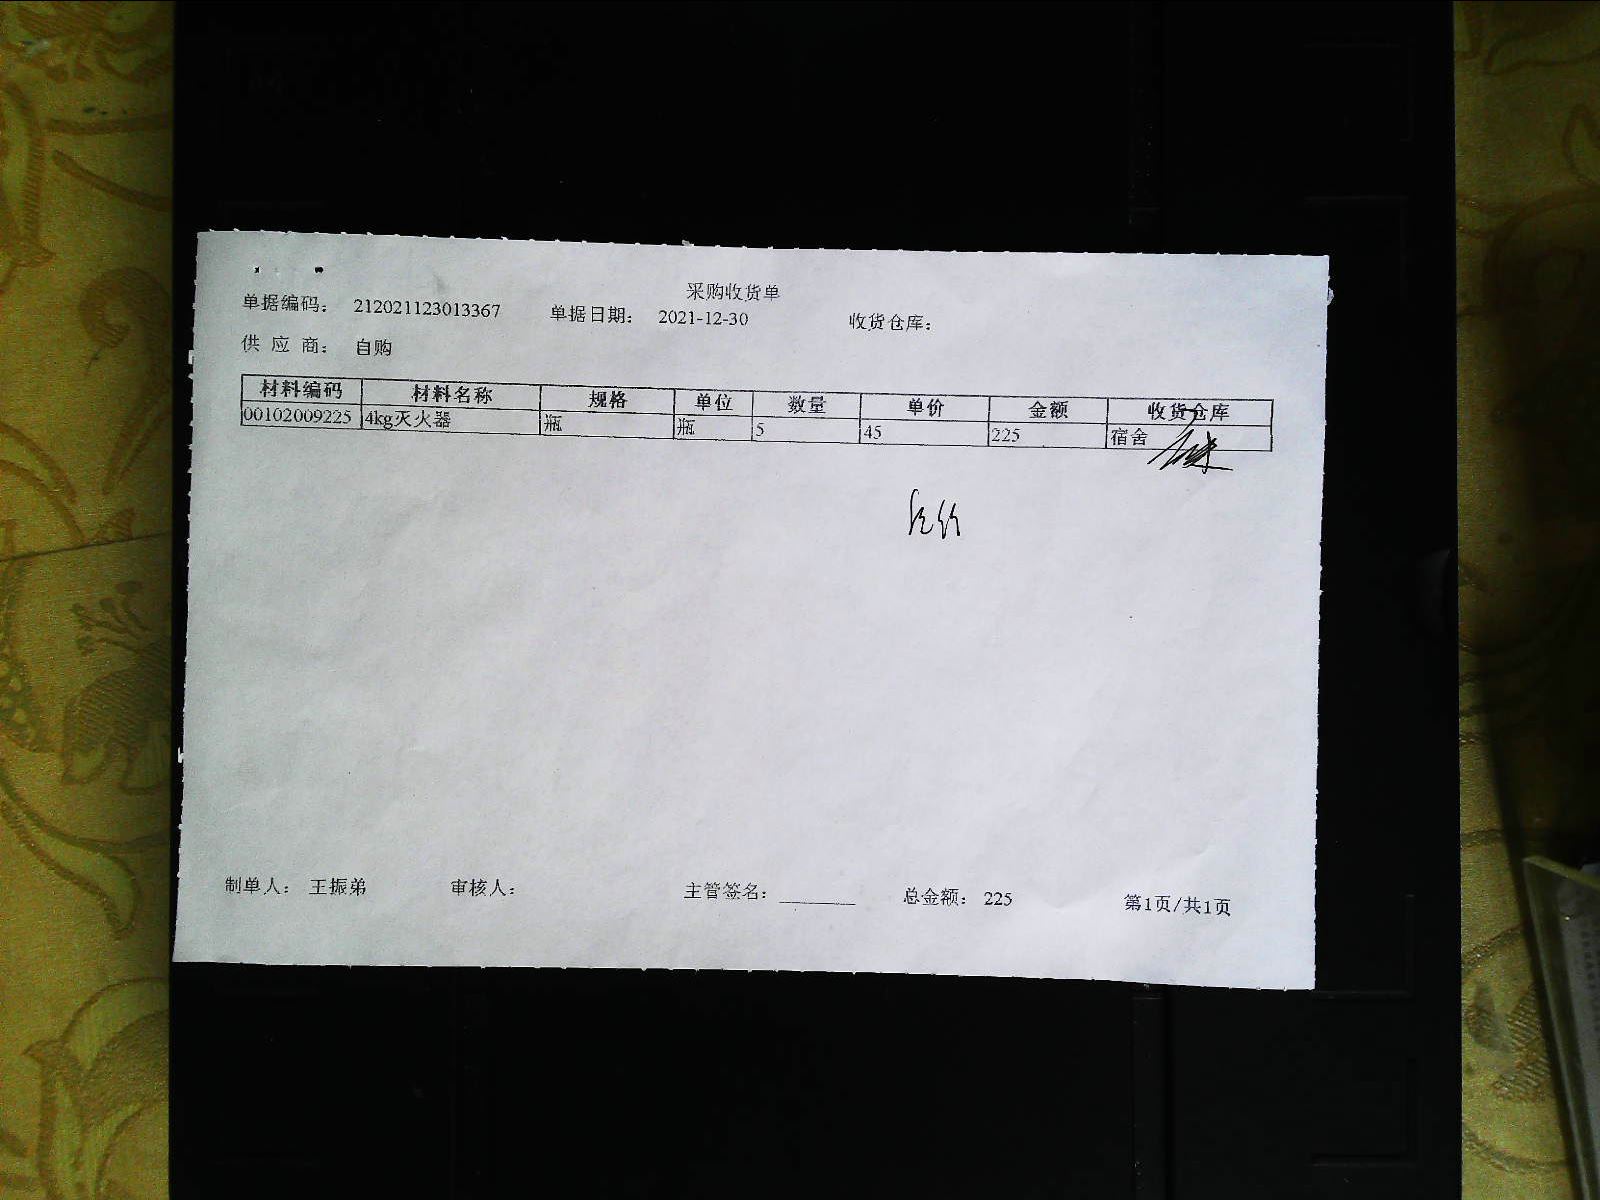 采购收货单
单据编码： 212021123013367 单据日期： 2021-12-30 收货仓库：
供 应 商： 自购
材料编码 材料名称 规格 单位 数量 单价 金额 收货仓库
00102009225 4kg灭火器 瓶 瓶 5 45 225 宿舍
制单人： 王振弟 审核人： 主管签名： ________ 总金额： 225 第1页/共1页